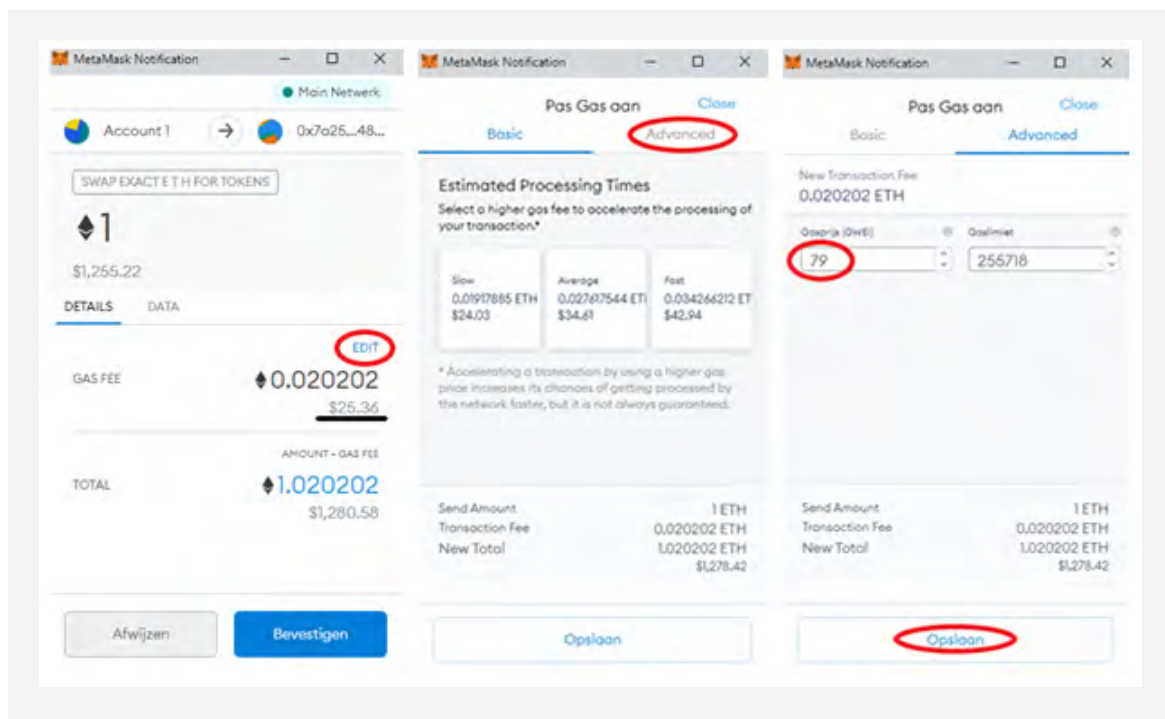 MetaMask Notification
Main Netwerk
Account 1
0x7a25...48...
SWAP EXACT E T H FOR TOKENS
1
$1,255.22
DETAILS DATA
EDIT
GAS FEE 0.020202
$25.36
AMOUNT + GAS FEE
TOTAL 1.020202
$1,280.58
Afwijzen Bevestigen
MetaMask Notification
Pas Gas aan Close
Basic Advanced
Estimated Processing Times
Select a higher gas fee to accelerate the processing of
your transaction.*
Slow Average Fast
0.01917885 ETH 0.027617544 ET 0.034266212 ET
$24.03 $34.61 $42.94
* Accelerating a transaction by using a higher gas
price increases its chances of getting processed by
the network faster, but it is not always guaranteed.
Send Amount 1 ETH
Transaction Fee 0.020202 ETH
New Total 1.020202 ETH
$1,278.42
Opslaan
MetaMask Notification
Pas Gas aan Close
Basic Advanced
New Transaction Fee
0.020202 ETH
Gasprijs (GWEI) Gaslimiet
79 255718
Send Amount 1 ETH
Transaction Fee 0.020202 ETH
New Total 1.020202 ETH
$1,278.42
Opslaan